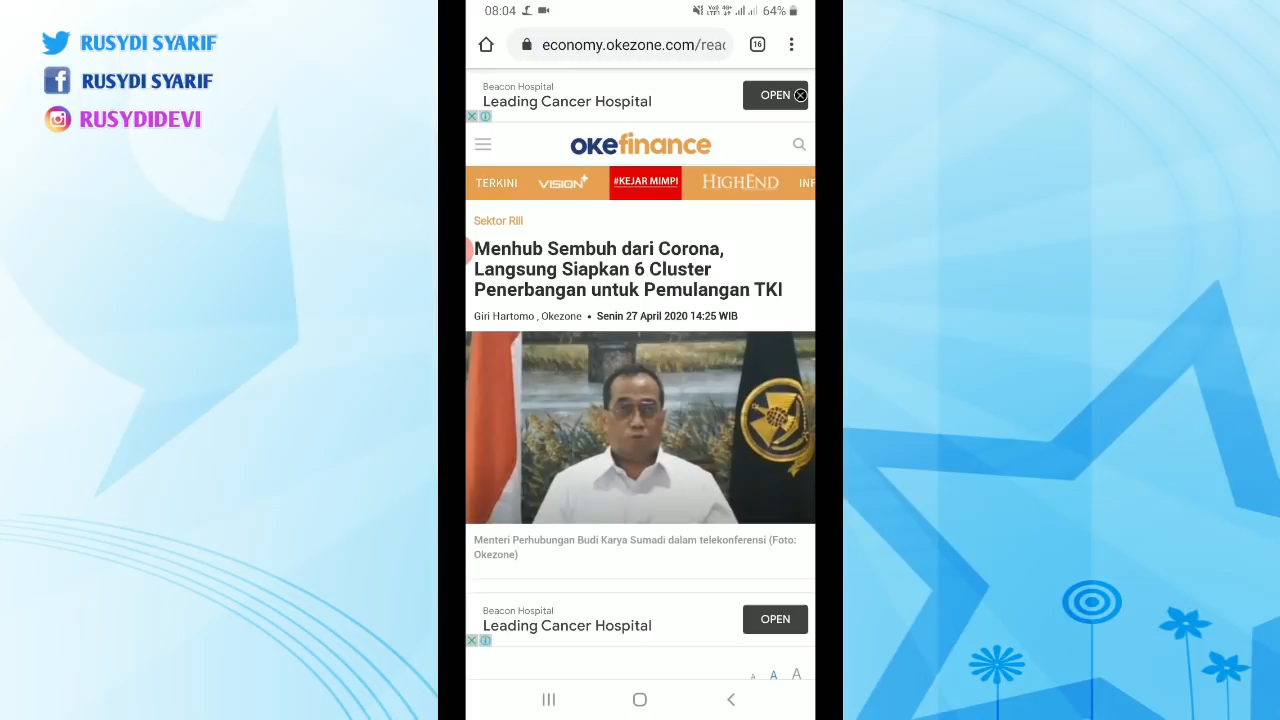 RUSYDI SYARIF
RUSYDI SYARIF
RUSYDIDEVI
08:04
64%
economy.okezone.com/read
16
Beacon Hospital
Leading Cancer Hospital
OPEN
okefinance
TERKINI
VISION+
#KEJAR MIMPI
HIGHEND
INF
Sektor Riil
Menhub Sembuh dari Corona,
Langsung Siapkan 6 Cluster
Penerbangan untuk Pemulangan TKI
Giri Hartomo , Okezone • Senin 27 April 2020 14:25 WIB
Menteri Perhubungan Budi Karya Sumadi dalam telekonferensi (Foto:
Okezone)
Beacon Hospital
Leading Cancer Hospital
OPEN
A A A